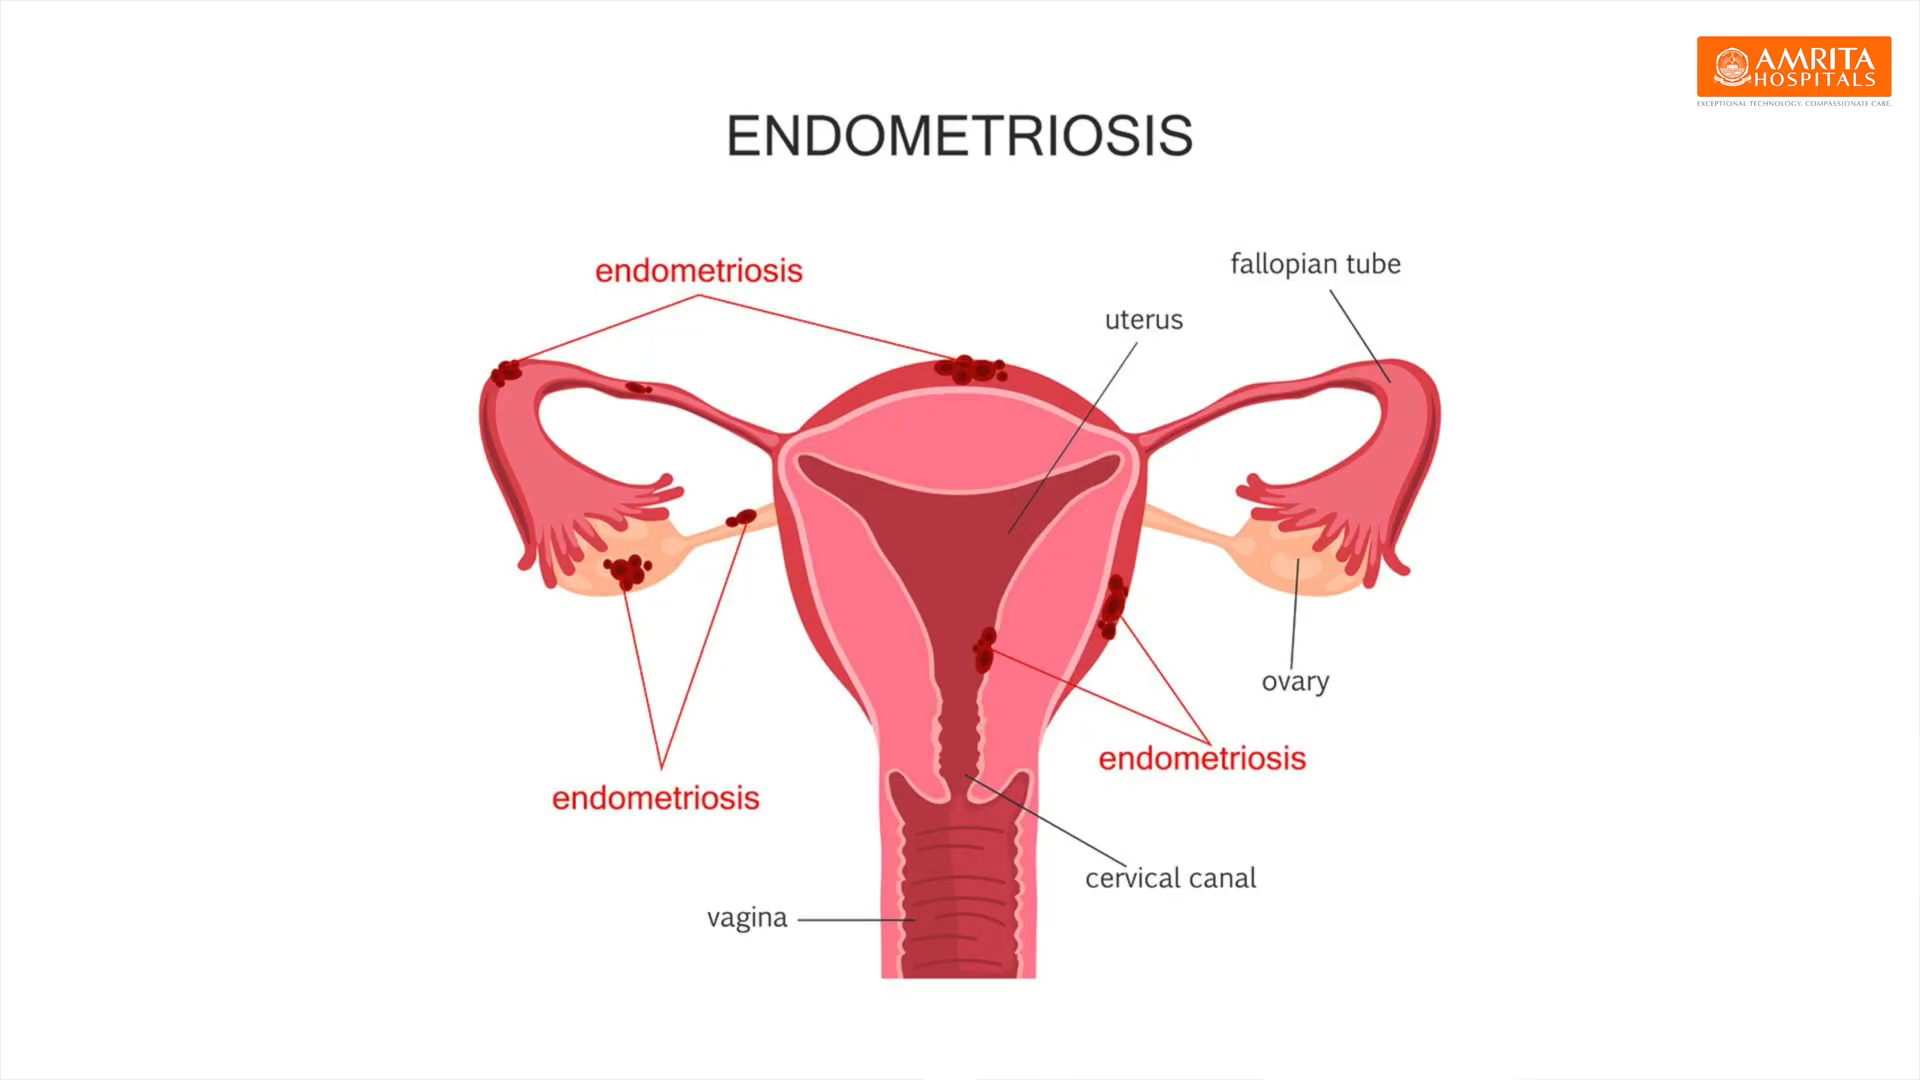 AMRITA
HOSPITALS
EXCEPTIONAL TECHNOLOGY. COMPASSIONATE CARE.
ENDOMETRIOSIS
endometriosis
fallopian tube
uterus
ovary
endometriosis
endometriosis
cervical canal
vagina